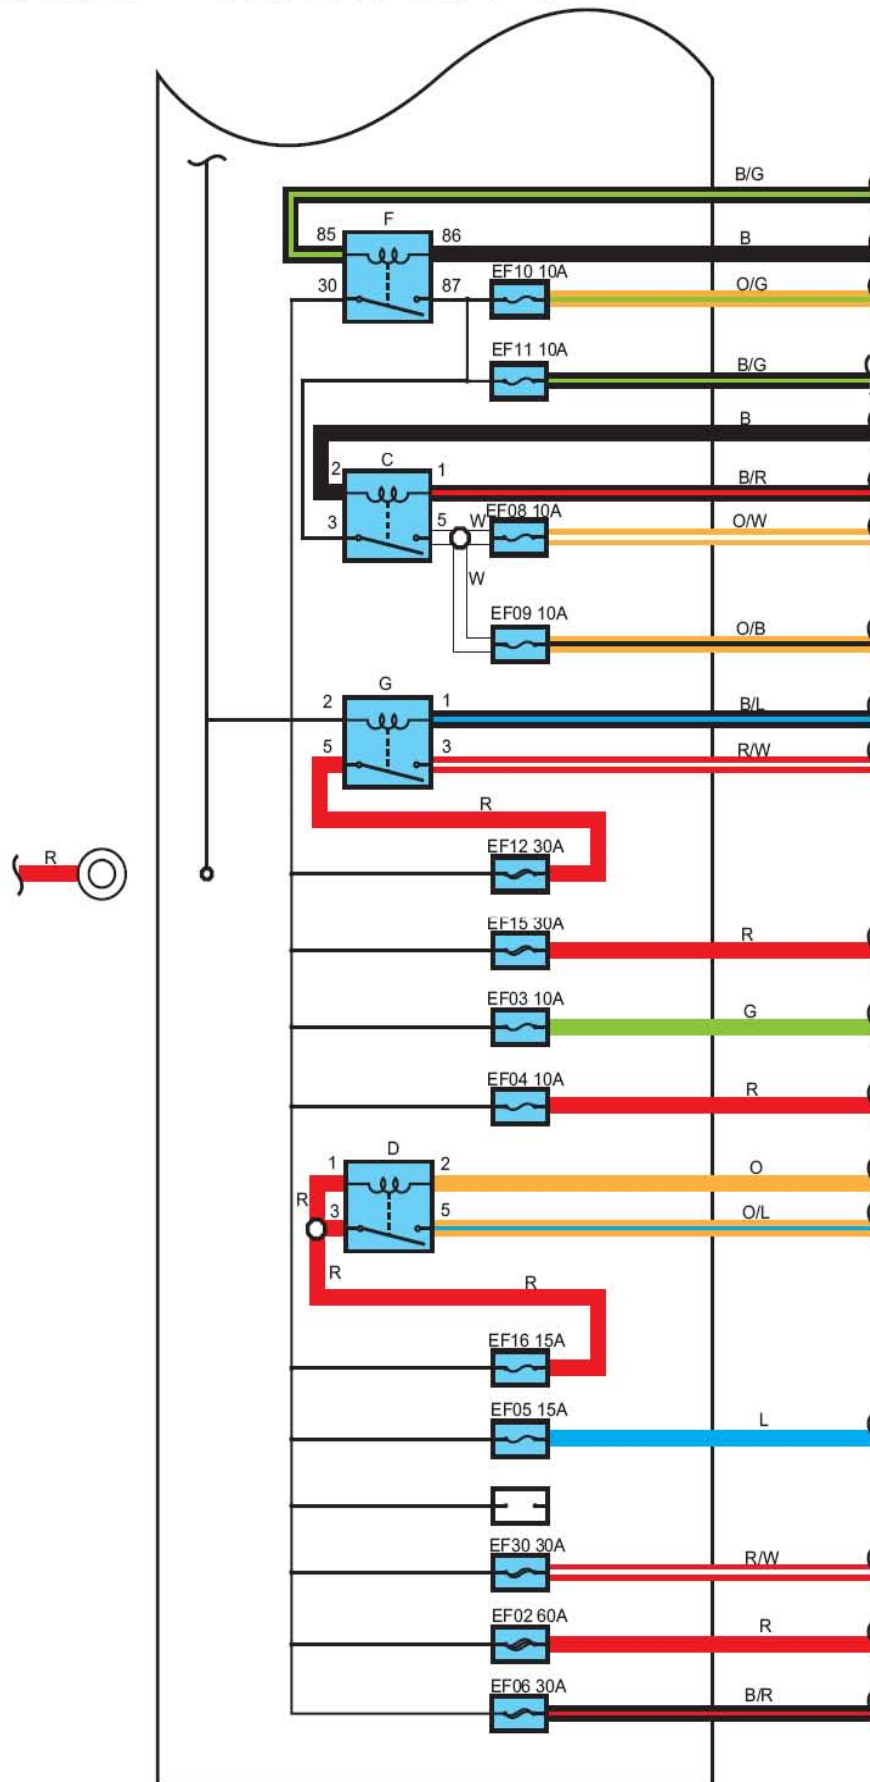 B/G
F
85
86
B
30
87
EF10 10A
O/G
EF11 10A
B/G
B
2
C
1
B/R
3
5
W
EF08 10A
O/W
W
EF09 10A
O/B
2
G
1
B/L
5
3
R/W
R
EF12 30A
R
EF15 30A
R
EF03 10A
G
EF04 10A
R
D
1
2
O
R
3
5
O/L
R
R
EF16 15A
EF05 15A
L
EF30 30A
R/W
EF02 60A
R
EF06 30A
B/R